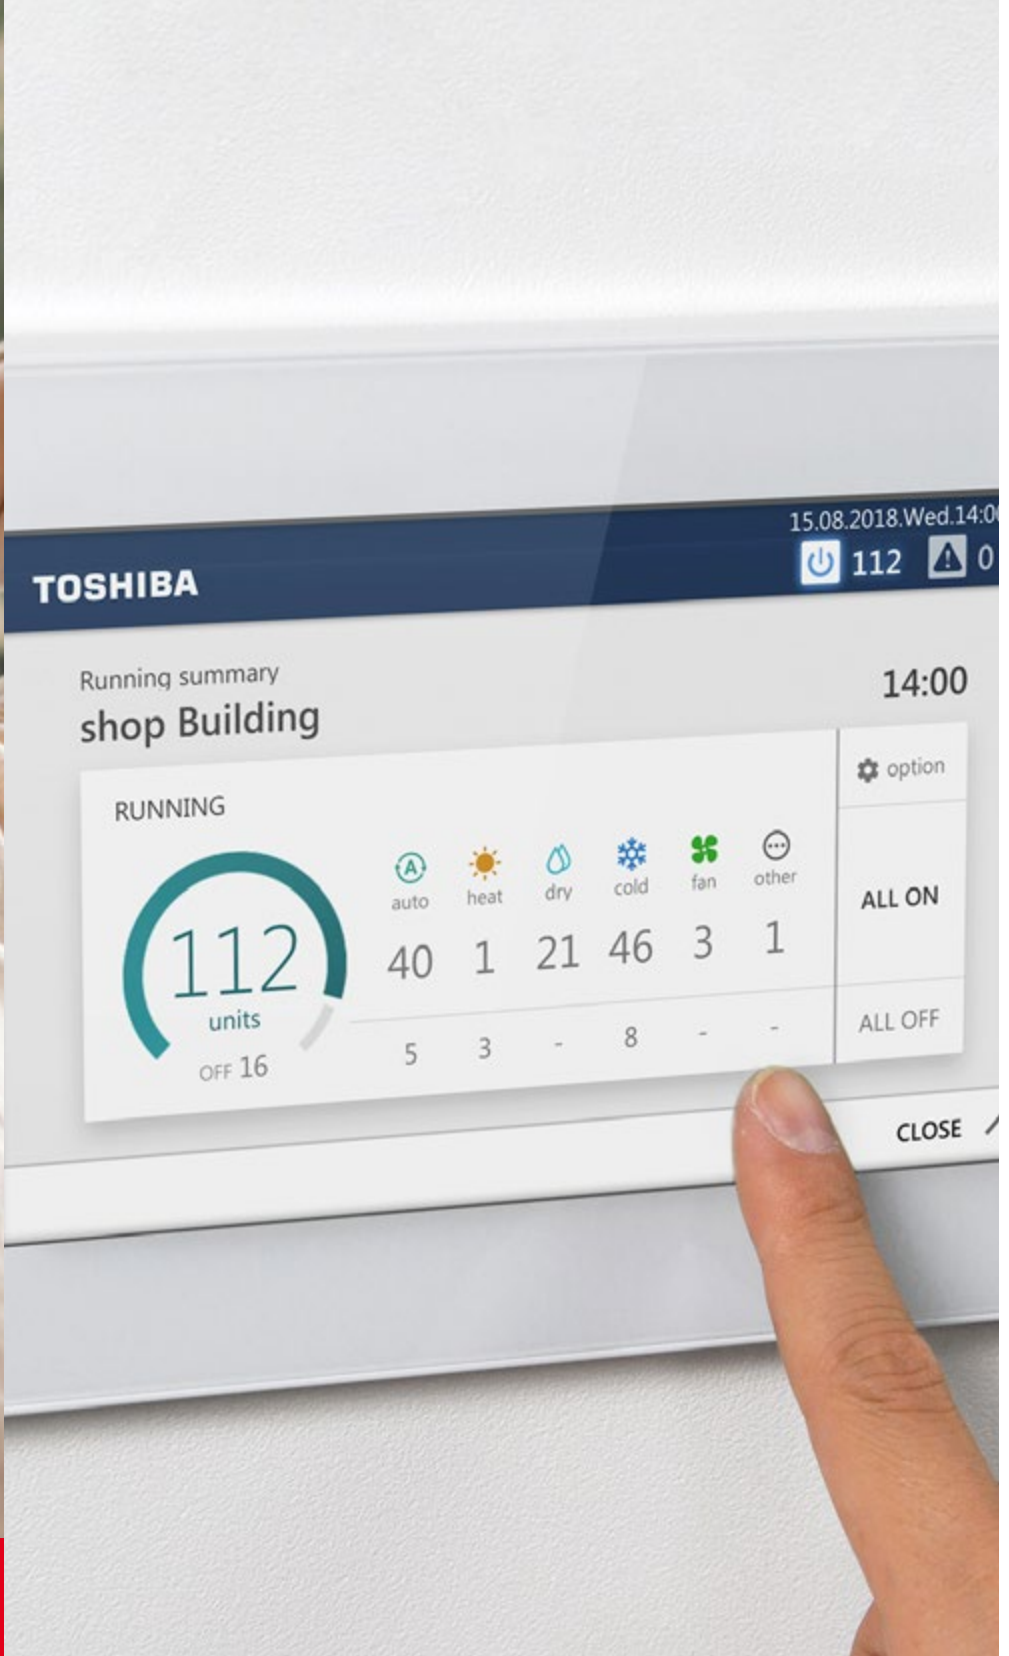 15.08.2018.Wed.14:00
TOSHIBA
112 0
Running summary
shop Building
14:00
RUNNING
option
auto heat dry cold fan other
112
40 1 21 46 3 1
ALL ON
units
OFF 16
5 3 - 8 - -
ALL OFF
CLOSE